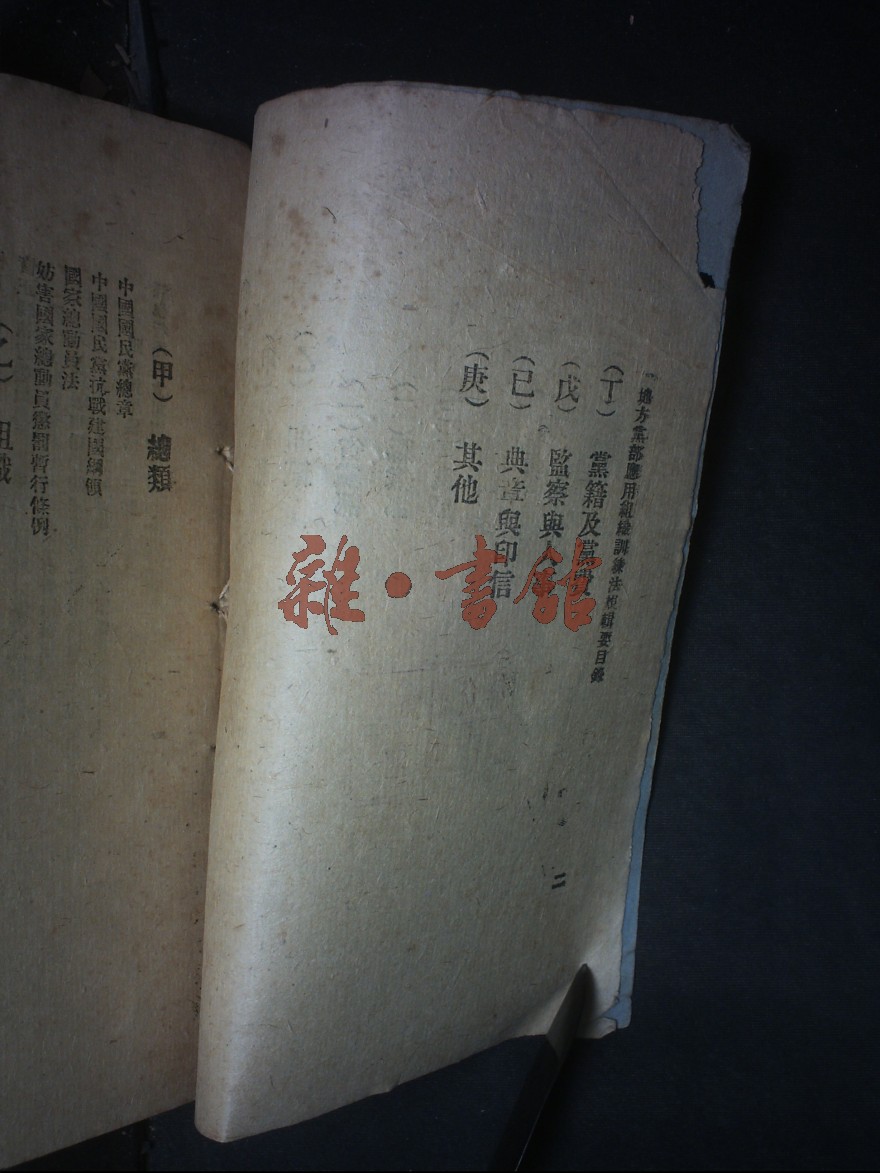 地方黨部應用組織訓練法規輯要目錄
（丁）　黨籍及黨費
（戊）　監察與人
（己）　典章與印信
（庚）　其他
二
（甲）　總類
中國國民黨總章
中國國民黨抗戰建國綱領
國家總動員法
妨害國家總動員懲罰暫行條例
（乙）　組織
雜·書館